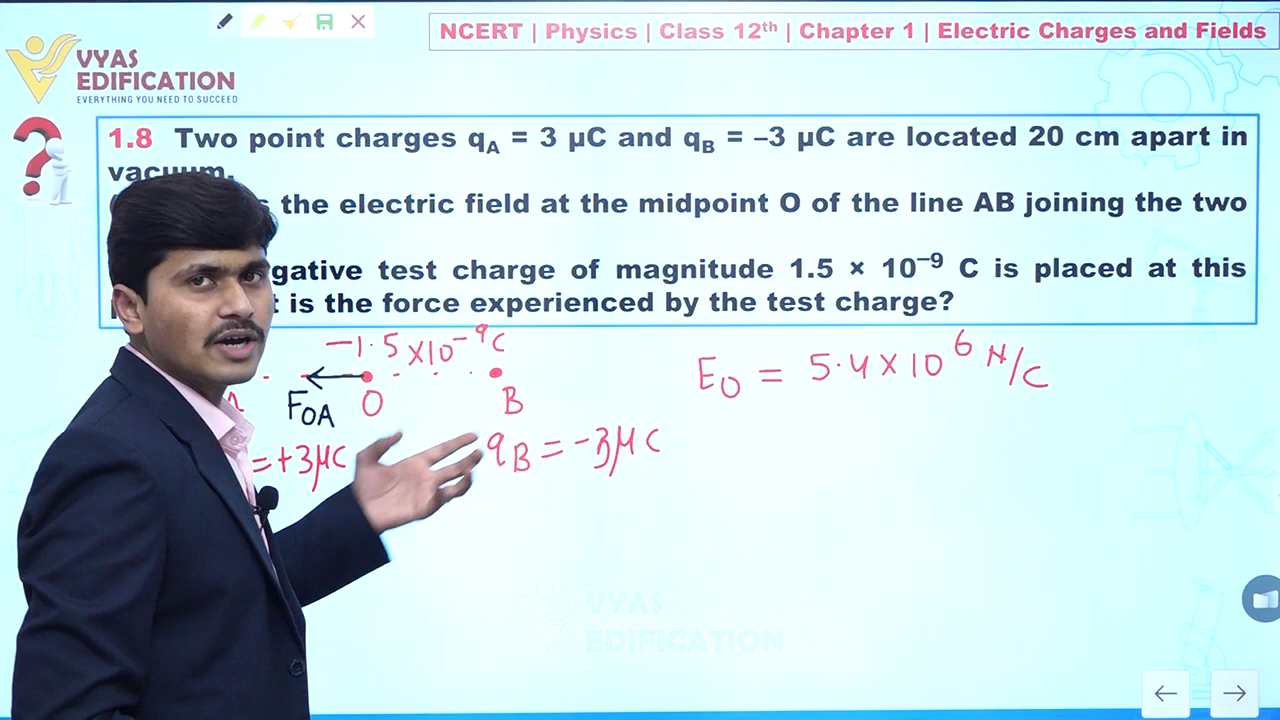 NCERT | Physics | Class 12th | Chapter 1 | Electric Charges and Fields
VYAS
EDIFICATION
EVERYTHING YOU NEED TO SUCCEED
1.8 Two point charges qA = 3 μC and qB = –3 μC are located 20 cm apart in
vacuum.
the electric field at the midpoint O of the line AB joining the two
test charge of magnitude 1.5 × 10–9 C is placed at this
is the force experienced by the test charge?
−1.5×10−9C
FOA O B
EO = 5.4×106 N/C
=+3μC
qB = −3μC
VYAS
EDIFICATION